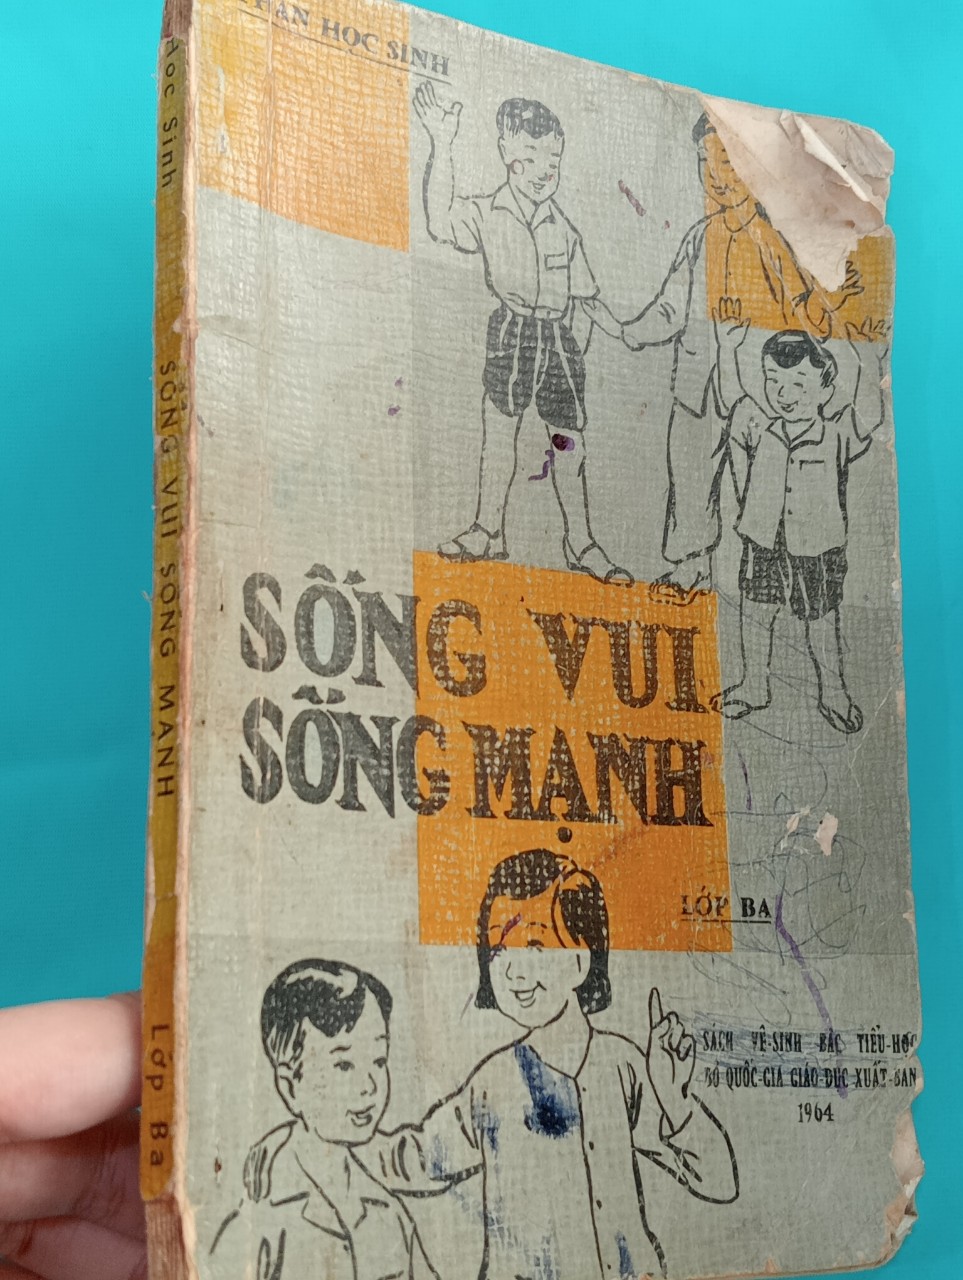 HỌC SINH
SỐNG VUI
SỐNG MẠNH
LỚP BA
SÁCH VỆ-SINH BẬC TIỂU-HỌC
BỘ QUỐC-GIA GIÁO-DỤC XUẤT-BẢN
1964
Học Sinh SỐNG VUI SỐNG MẠNH Lớp Ba